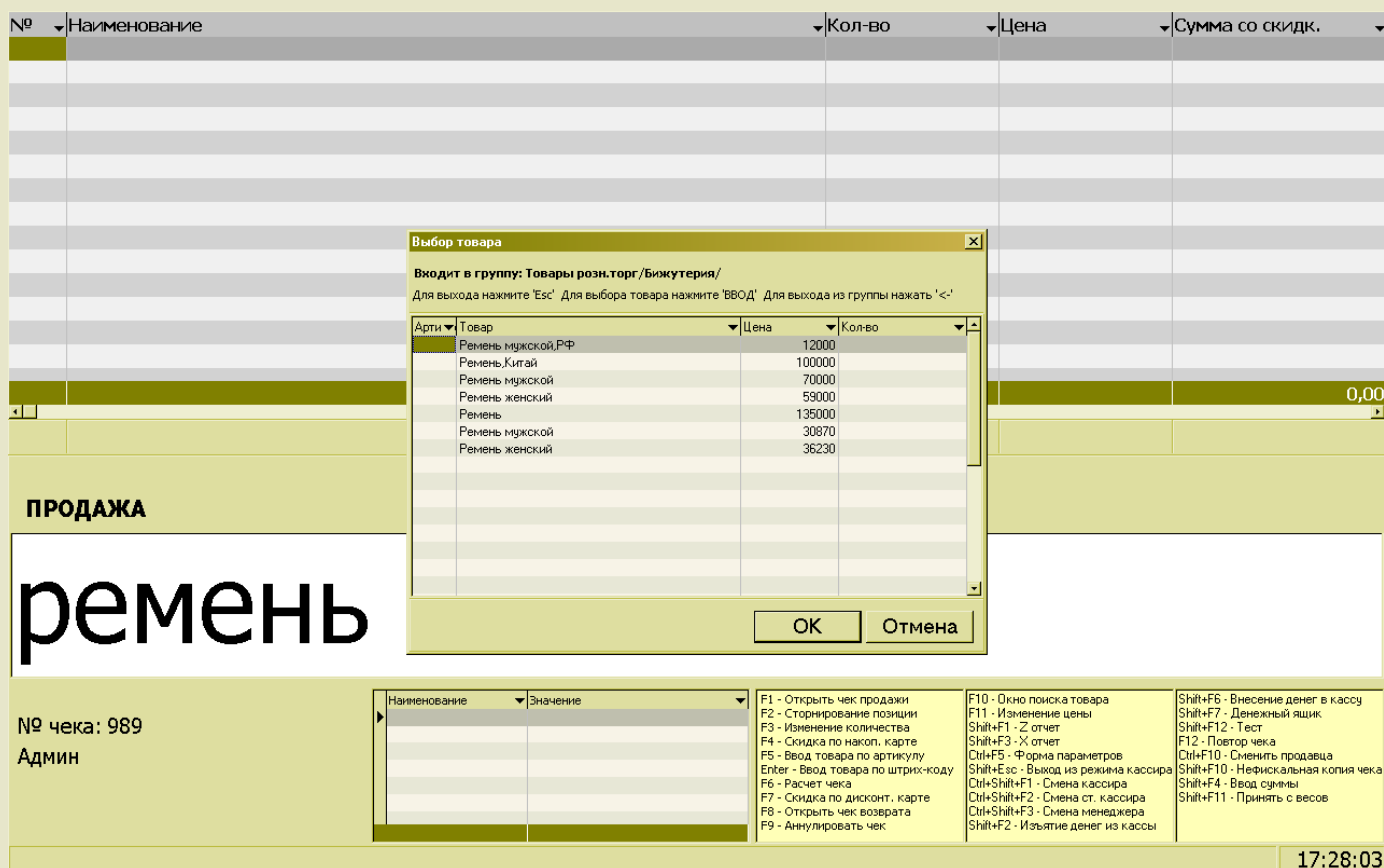 № Наименование Кол-во Цена Сумма со скидк.
Выбор товара
Входит в группу: Товары розн.торг/Бижутерия/
Для выхода нажмите 'Esc' Для выбора товара нажмите 'ВВОД' Для выхода из группы нажать '<-'
Арти Товар Цена Кол-во
Ремень мужской,РФ 12000
Ремень,Китай 100000
Ремень мужской 70000
Ремень женский 59000
Ремень 135000
Ремень мужской 30870
Ремень женский 36230
0,00
OK Отмена
ПРОДАЖА
ремень
№ чека: 989
Админ
Наименование Значение
F1 - Открыть чек продажи
F2 - Сторнирование позиции
F3 - Изменение количества
F4 - Скидка по накоп. карте
F5 - Ввод товара по артикулу
Enter - Ввод товара по штрих-коду
F6 - Расчет чека
F7 - Скидка по дисконт. карте
F8 - Открыть чек возврата
F9 - Аннулировать чек
F10 - Окно поиска товара
F11 - Изменение цены
Shift+F1 - Z отчет
Shift+F3 - X отчет
Ctrl+F5 - Форма параметров
Shift+Esc - Выход из режима кассира
Ctrl+Shift+F1 - Смена кассира
Ctrl+Shift+F2 - Смена ст. кассира
Ctrl+Shift+F3 - Смена менеджера
Shift+F2 - Изъятие денег из кассы
Shift+F6 - Внесение денег в кассу
Shift+F7 - Денежный ящик
Shift+F12 - Тест
F12 - Повтор чека
Ctrl+F10 - Сменить продавца
Shift+F10 - Нефискальная копия чека
Shift+F4 - Ввод суммы
Shift+F11 - Принять с весов
17:28:03